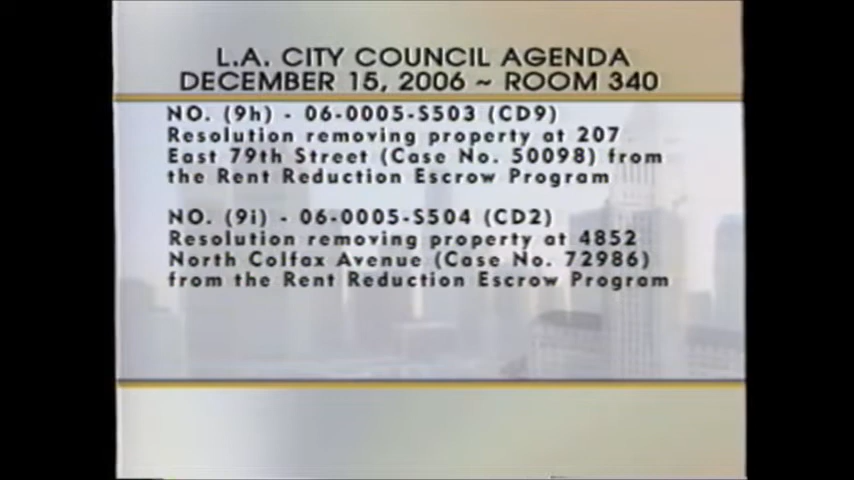 L.A. CITY COUNCIL AGENDA
DECEMBER 15, 2006 ~ ROOM 340
NO. (9h) - 06-0005-S503 (CD9)
Resolution removing property at 207
East 79th Street (Case No. 50098) from
the Rent Reduction Escrow Program
NO. (9i) - 06-0005-S504 (CD2)
Resolution removing property at 4852
North Colfax Avenue (Case No. 72986)
from the Rent Reduction Escrow Program